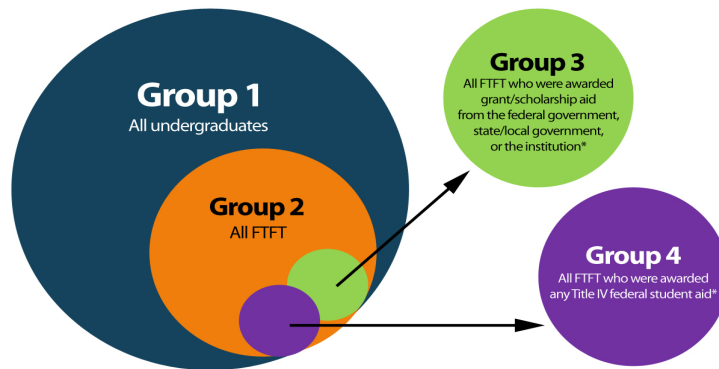 Group 1
All undergraduates
Group 2
All FTFT
Group 3
All FTFT who were awarded
grant/scholarship aid
from the federal government,
state/local government,
or the institution*
Group 4
All FTFT who were awarded
any Title IV federal student aid*